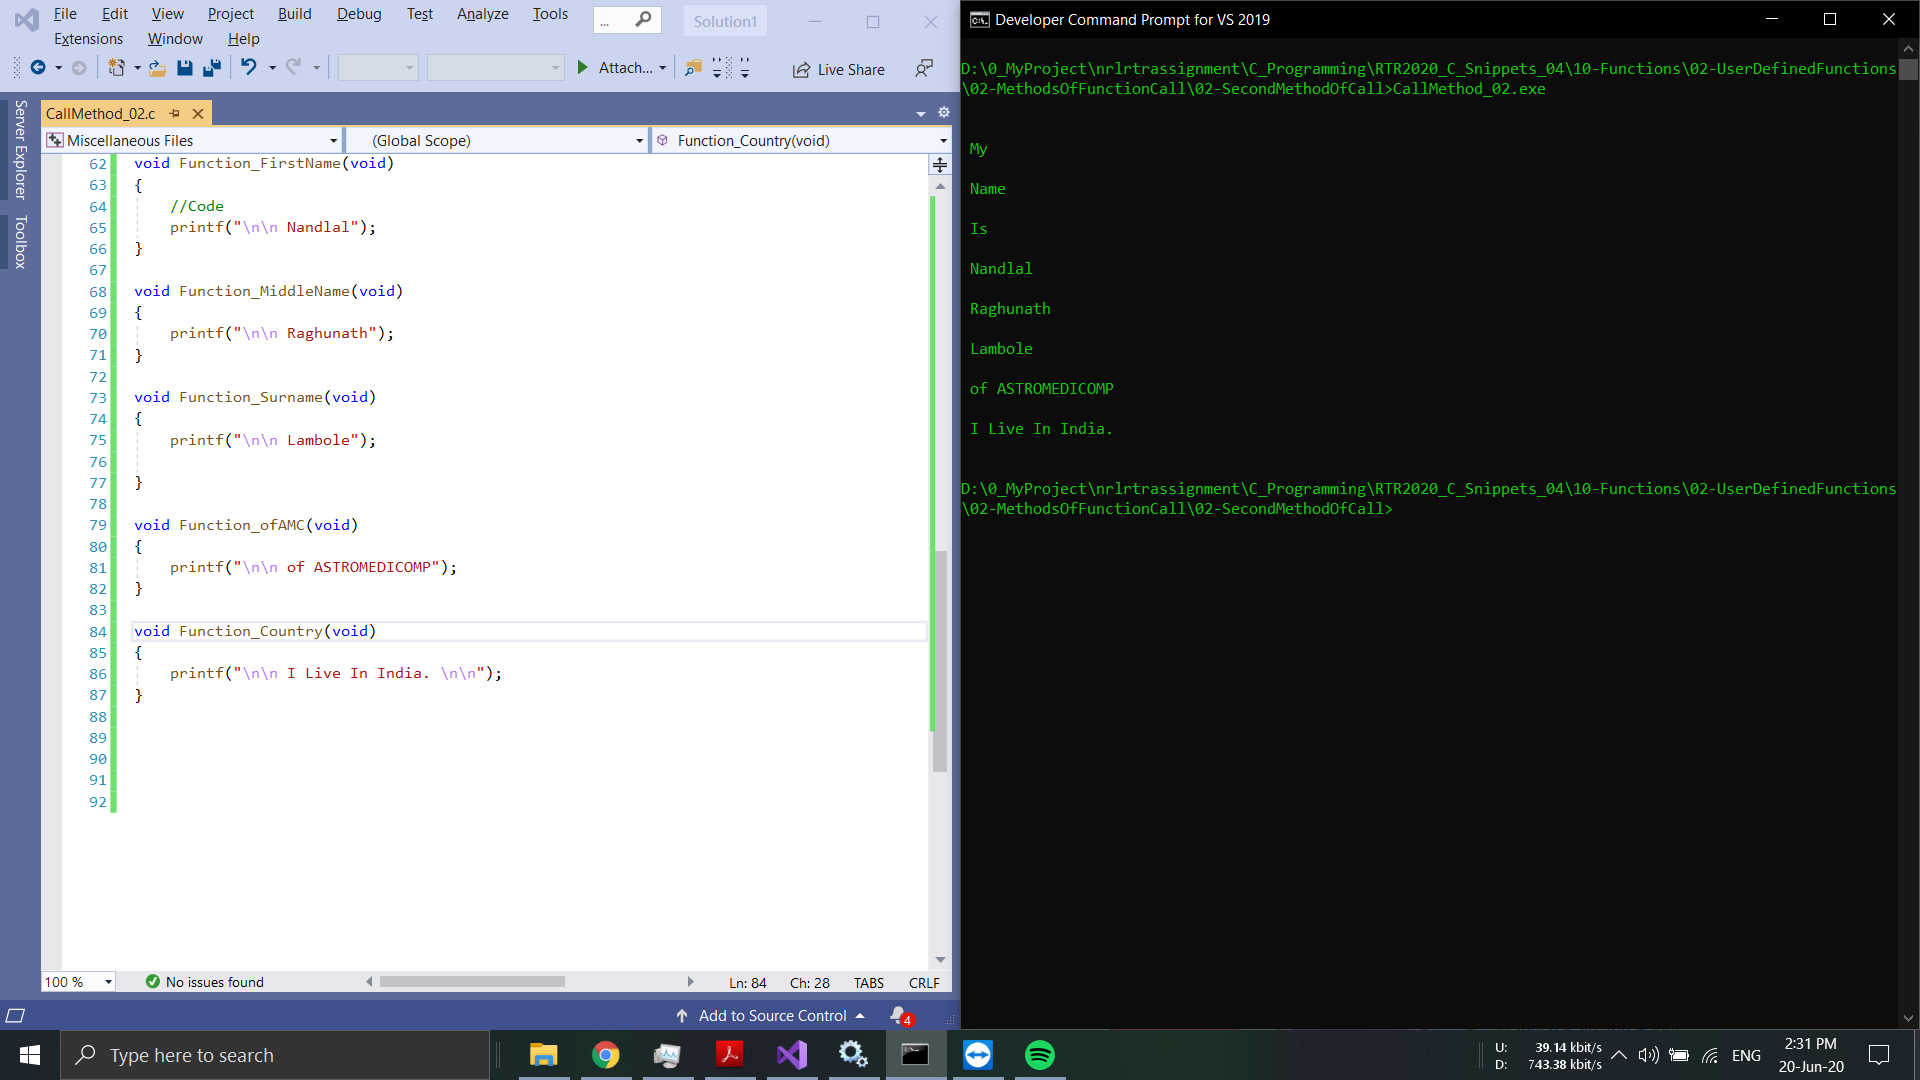 File Edit View Project Build Debug Test Analyze Tools ... Solution1
Extensions Window Help
Attach... Live Share
Server Explorer
Toolbox
CallMethod_02.c
Miscellaneous Files (Global Scope) Function_Country(void)
62 void Function_FirstName(void)
63 {
64 //Code
65 printf("\n\n Nandlal");
66 }
67
68 void Function_MiddleName(void)
69 {
70 printf("\n\n Raghunath");
71 }
72
73 void Function_Surname(void)
74 {
75 printf("\n\n Lambole");
76
77 }
78
79 void Function_ofAMC(void)
80 {
81 printf("\n\n of ASTROMEDICOMP");
82 }
83
84 void Function_Country(void)
85 {
86 printf("\n\n I Live In India. \n\n");
87 }
88
89
90
91
92
100 % No issues found Ln: 84 Ch: 28 TABS CRLF
Add to Source Control 4
Developer Command Prompt for VS 2019
D:\0_MyProject\nrlrtrassignment\C_Programming\RTR2020_C_Snippets_04\10-Functions\02-UserDefinedFunctions
\02-MethodsOfFunctionCall\02-SecondMethodOfCall>CallMethod_02.exe
My
Name
Is
Nandlal
Raghunath
Lambole
of ASTROMEDICOMP
I Live In India.
D:\0_MyProject\nrlrtrassignment\C_Programming\RTR2020_C_Snippets_04\10-Functions\02-UserDefinedFunctions
\02-MethodsOfFunctionCall\02-SecondMethodOfCall>
Type here to search
U: 39.14 kbit/s
D: 743.38 kbit/s
ENG
2:31 PM
20-Jun-20